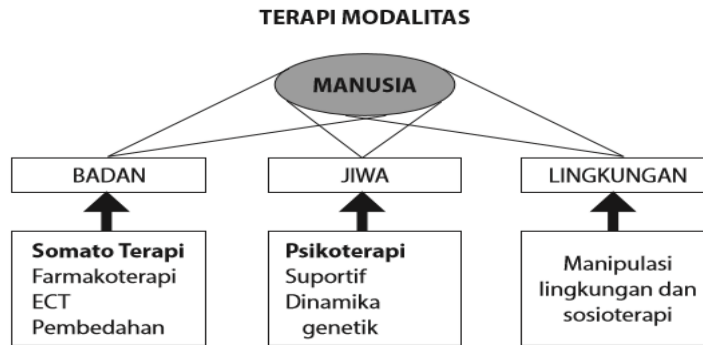 TERAPI MODALITAS
MANUSIA
BADAN
JIWA
LINGKUNGAN
Somato Terapi
Farmakoterapi
ECT
Pembedahan
Psikoterapi
Suportif
Dinamika
genetik
Manipulasi
lingkungan dan
sosioterapi